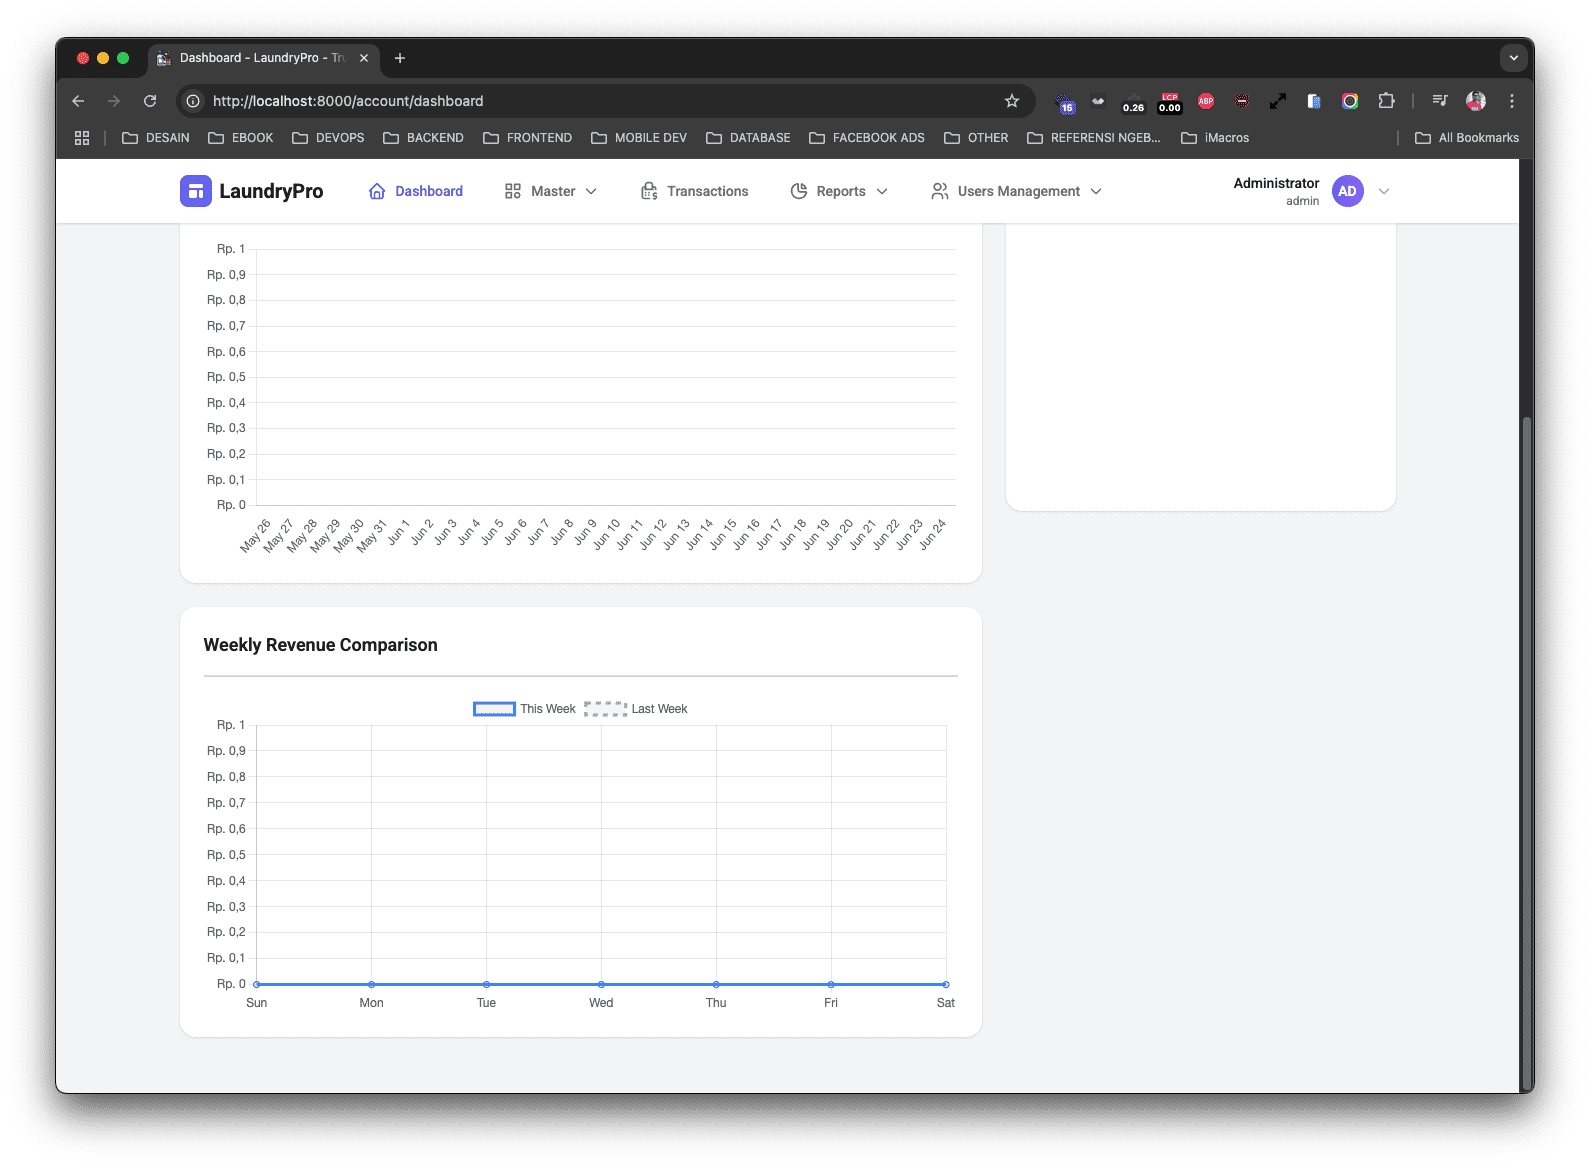 Dashboard - LaundryPro - Tru
http://localhost:8000/account/dashboard
15
0.26
LCP
0.00
ABP
DESAIN EBOOK DEVOPS BACKEND FRONTEND MOBILE DEV DATABASE FACEBOOK ADS OTHER REFERENSI NGEB... iMacros All Bookmarks
LaundryPro Dashboard Master Transactions Reports Users Management
Administrator
admin
AD
Rp. 1
Rp. 0,9
Rp. 0,8
Rp. 0,7
Rp. 0,6
Rp. 0,5
Rp. 0,4
Rp. 0,3
Rp. 0,2
Rp. 0,1
Rp. 0
May 26 May 27 May 28 May 29 May 30 May 31 Jun 1 Jun 2 Jun 3 Jun 4 Jun 5 Jun 6 Jun 7 Jun 8 Jun 9 Jun 10 Jun 11 Jun 12 Jun 13 Jun 14 Jun 15 Jun 16 Jun 17 Jun 18 Jun 19 Jun 20 Jun 21 Jun 22 Jun 23 Jun 24
Weekly Revenue Comparison
This Week Last Week
Rp. 1
Rp. 0,9
Rp. 0,8
Rp. 0,7
Rp. 0,6
Rp. 0,5
Rp. 0,4
Rp. 0,3
Rp. 0,2
Rp. 0,1
Rp. 0
Sun Mon Tue Wed Thu Fri Sat